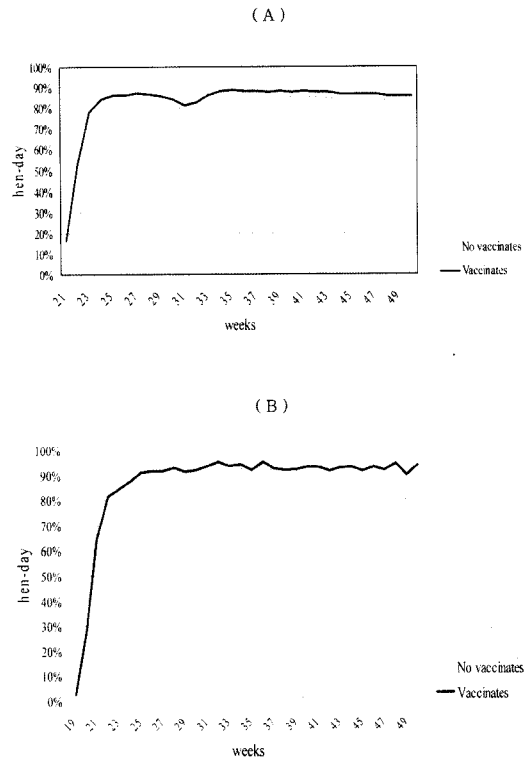 ( A )
100%
90%
80%
70%
60%
50%
40%
30%
20%
10%
0%
hen-day
21 23 25 27 29 31 33 35 37 39 41 43 45 47 49
weeks
No vaccinates
Vaccinates
( B )
100%
90%
80%
70%
60%
50%
40%
30%
20%
10%
0%
hen-day
19 21 23 25 27 29 31 33 35 37 39 41 43 45 47 49
weeks
No vaccinates
Vaccinates